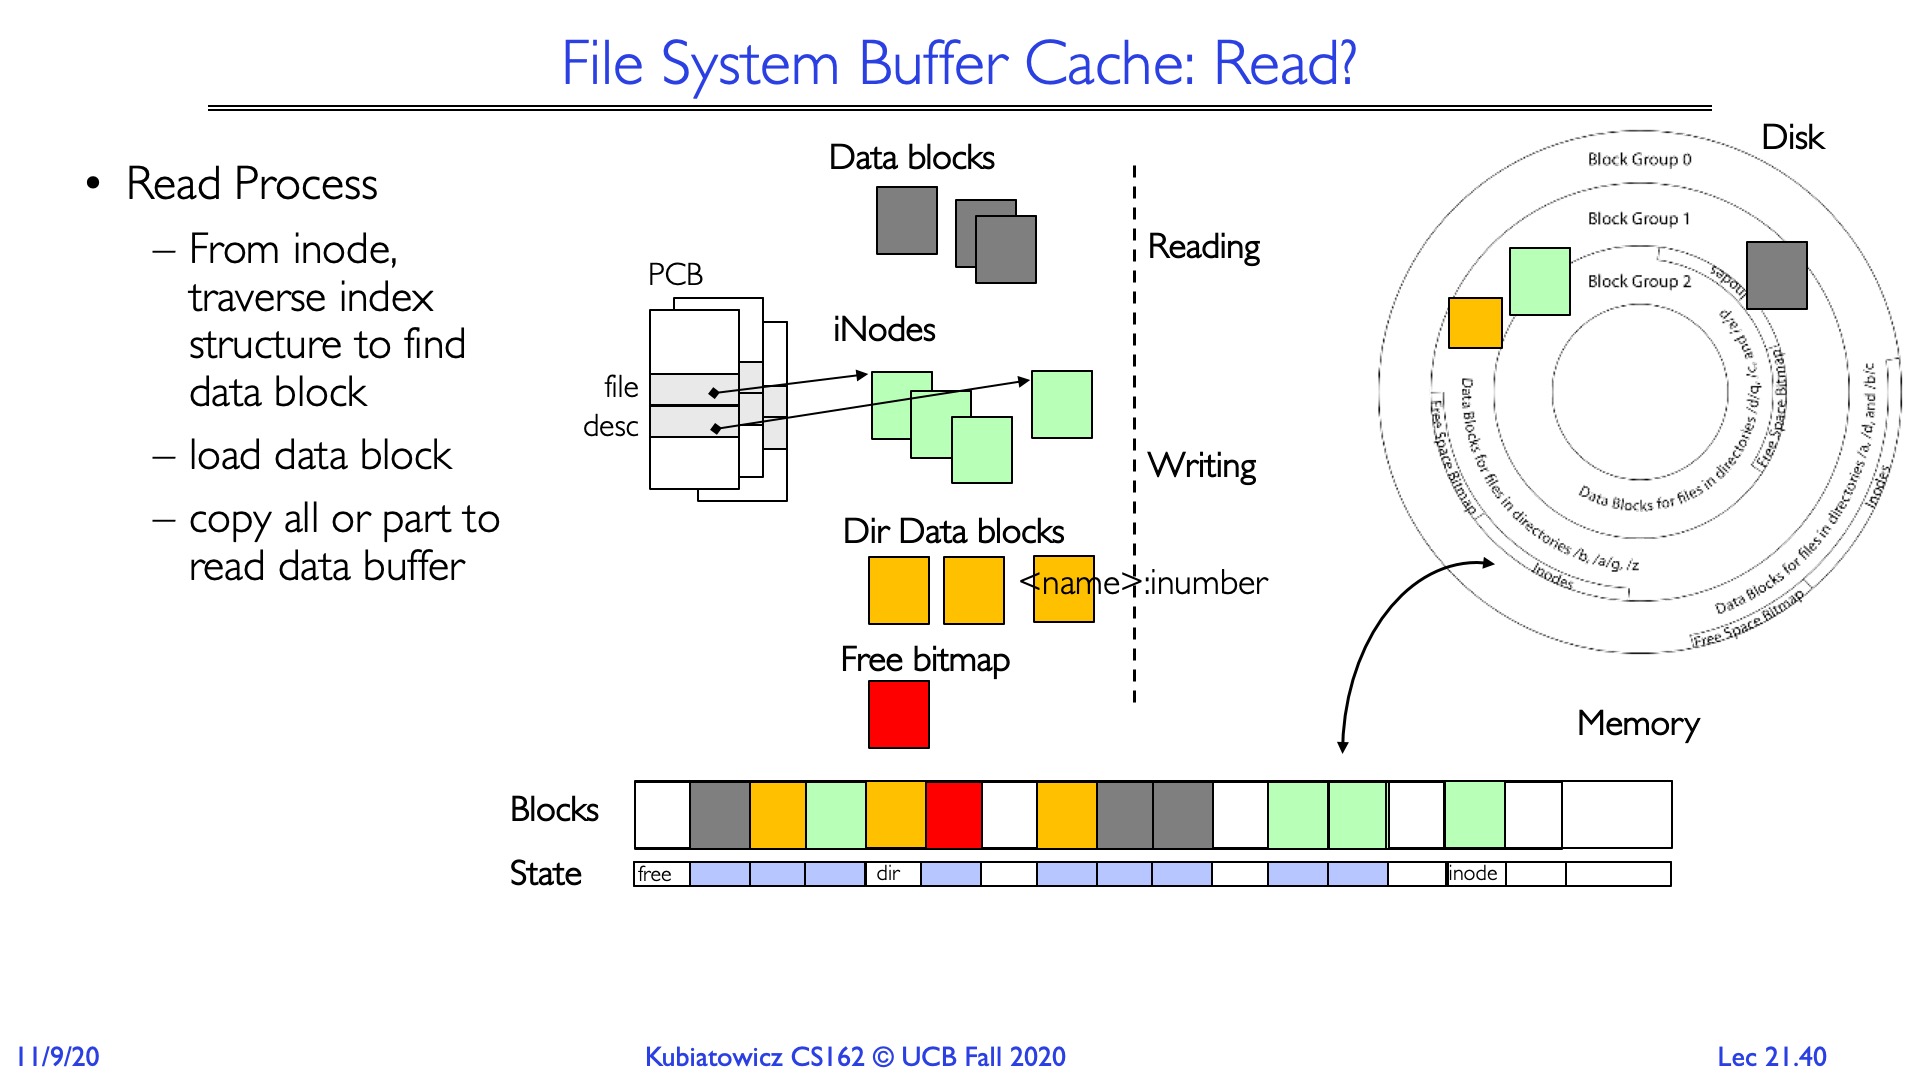 File System Buffer Cache: Read?
• Read Process
– From inode,
traverse index
structure to find
data block
– load data block
– copy all or part to
read data buffer
Data blocks
PCB
file
desc
iNodes
Dir Data blocks
<name>:inumber
Free bitmap
Reading
Writing
Disk
Block Group 0
Block Group 1
Block Group 2
Inodes
Data Blocks for files in directories /d/q, /c, and /a/p
Free Space Bitmap
Data Blocks for files in directories /b, /a/g, /z
Free Space Bitmap
Inodes
Data Blocks for files in directories /a, /d, and /b/c
Inodes
Free Space Bitmap
Memory
Blocks
State
free
dir
inode
11/9/20
Kubiatowicz CS162 © UCB Fall 2020
Lec 21.40